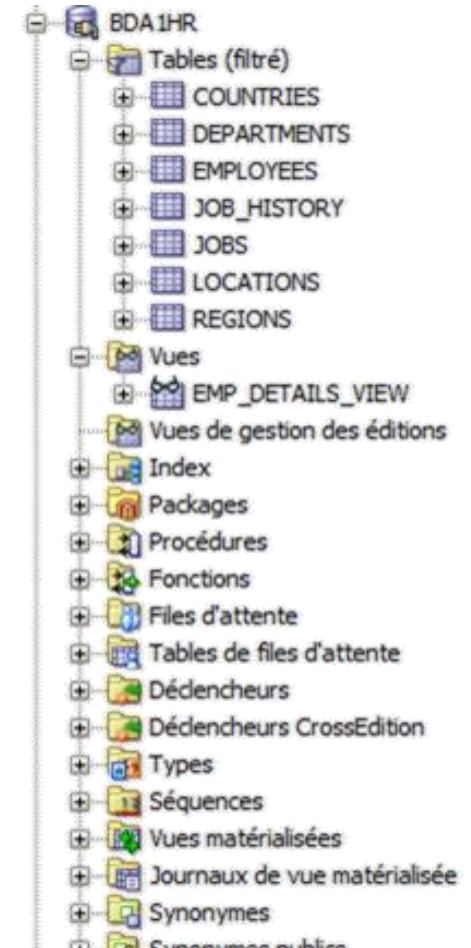 BDA1HR
Tables (filtré)
COUNTRIES
DEPARTMENTS
EMPLOYEES
JOB_HISTORY
JOBS
LOCATIONS
REGIONS
Vues
EMP_DETAILS_VIEW
Vues de gestion des éditions
Index
Packages
Procédures
Fonctions
Files d'attente
Tables de files d'attente
Déclencheurs
Déclencheurs CrossEdition
Types
Séquences
Vues matérialisées
Journaux de vue matérialisée
Synonymes
Synonymes publics